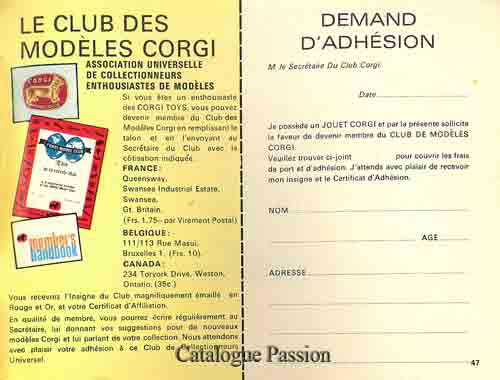 LE CLUB DES
MODÈLES CORGI
ASSOCIATION UNIVERSELLE
DE COLLECTIONNEURS
ENTHOUSIASTES DE MODÈLES
CORGI
member's
handbook
Si vous êtes un enthousiaste
des CORGI TOYS, vous pouvez
devenir membre du Club des
Modèles Corgi en remplissant le
talon et en l'envoyant au
Secrétaire du Club avec la
côtisation indiquée.
FRANCE:
Queensway,
Swansea Industrial Estate,
Swansea,
Gt. Britain.
(Frs. 1.75—par Virement Postal)
BELGIQUE:
111/113 Rue Masui,
Bruxelles 1. (Frs. 10).
CANADA:
234 Toryork Drive, Weston,
Ontario, (35c.)
Vous recevrez l'Insigne du Club magnifiquement émaillé en
Rouge et Or, et votre Certificat d'Affiliation.
En qualité de membre, vous pourrez écrire régulièrement au
Secrétaire, lui donnant vos suggestions pour de nouveaux
modèles Corgi et lui parlant de votre collection. Nous attendons
avec plaisir votre adhésion à ce Club de Collectionneurs
Universel.
DEMAND
D'ADHÉSION
M. le Secrétaire Du Club Corgi
Date
Je possède un JOUET CORGI et par la présente sollicite
la faveur de devenir membre du CLUB DE MODÈLES
CORGI.
Veuillez trouver ci-joint pour couvrir les frais
de port et d'adhésion. J'attends avec plaisir de recevoir
mon insigne et le Certificat d'Adhésion.
NOM
AGE
ADRESSE
Catalogue Passion
47